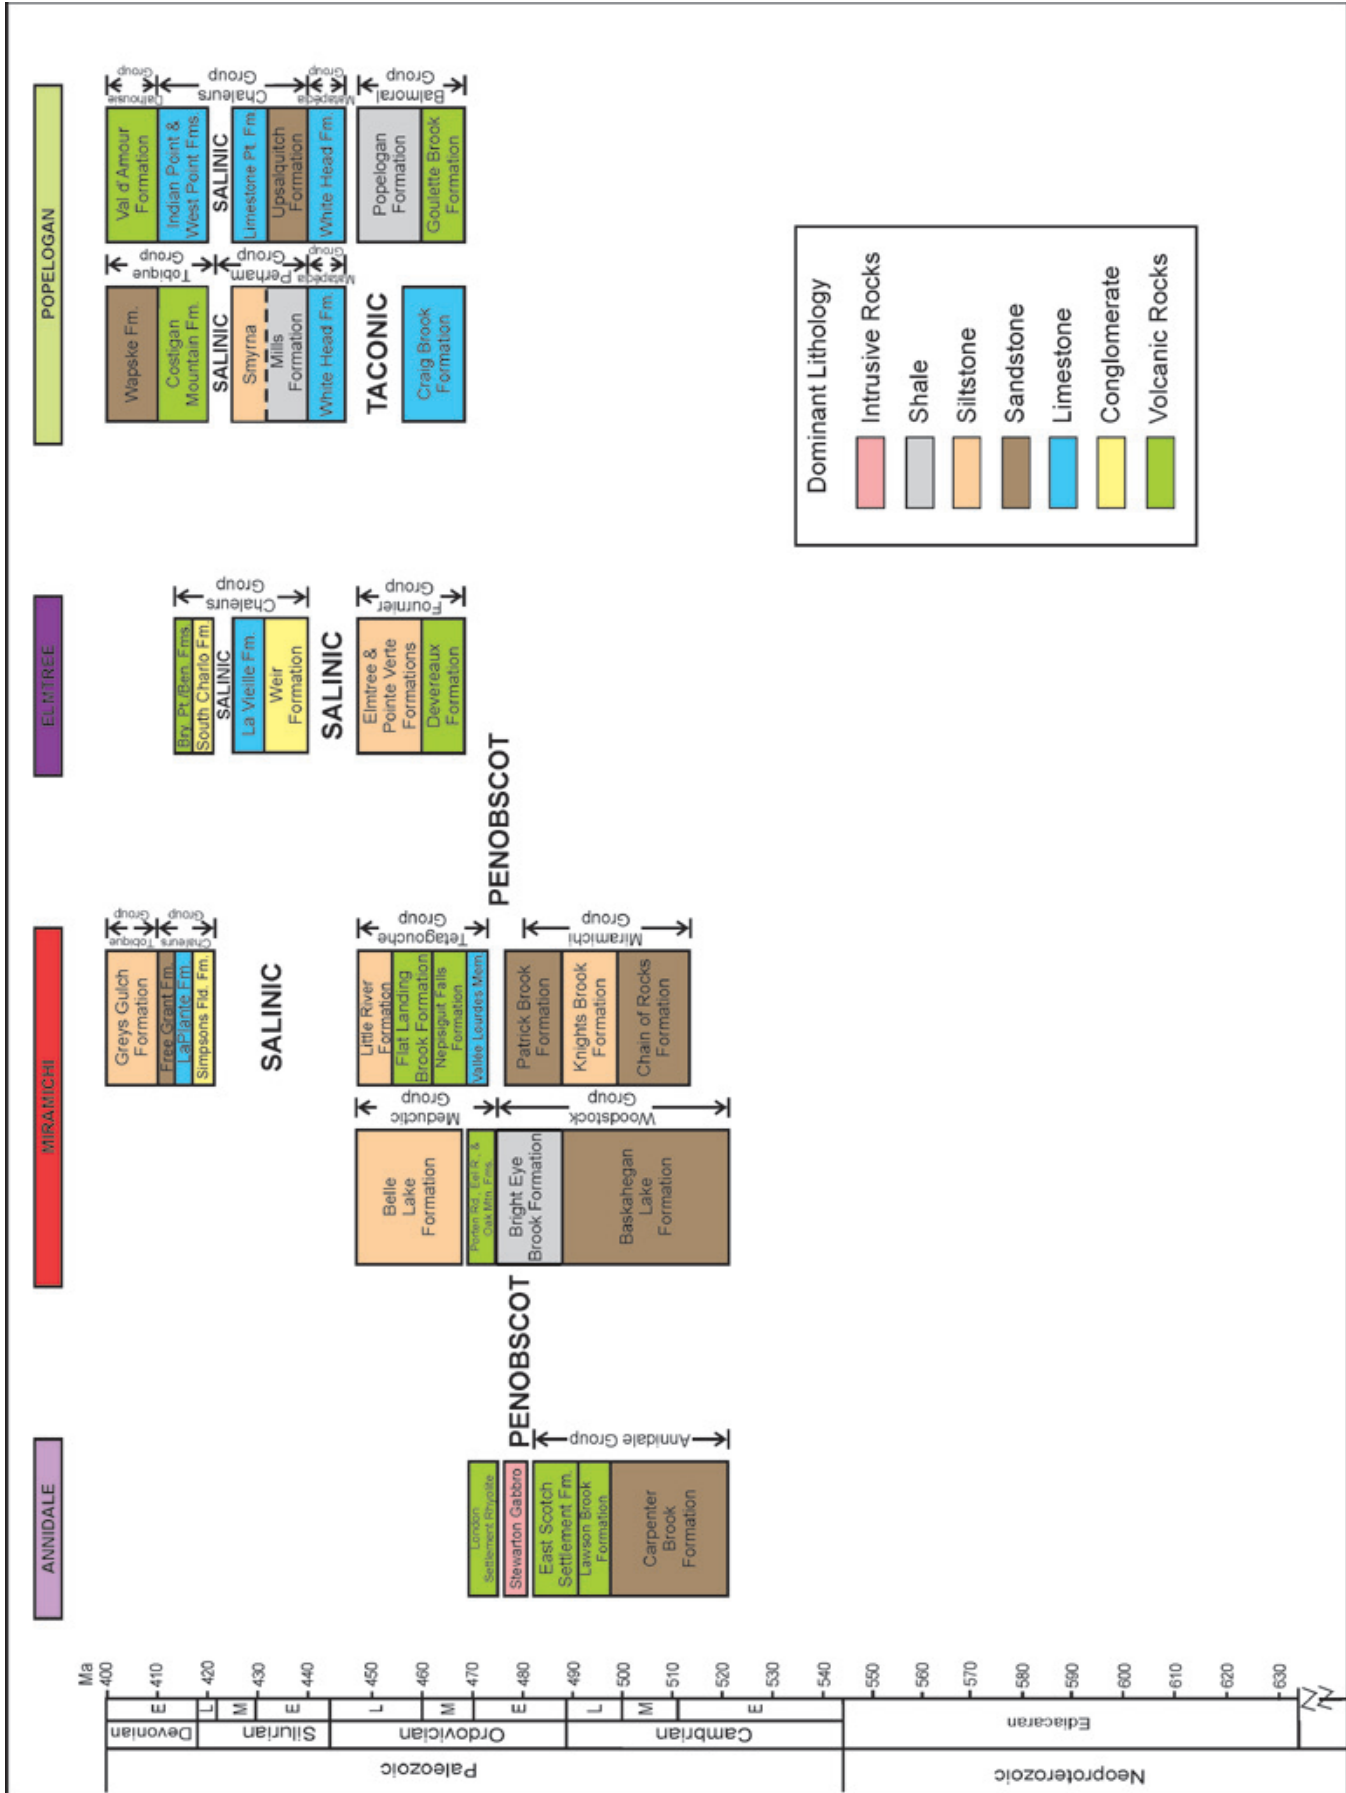 ANNIDALE
MIRAMICHI
ELMTREE
POPELOGAN
Ma
400
410
420
430
440
450
460
470
480
490
500
510
520
530
540
550
560
570
580
590
600
610
620
630
E
L
M
E
L
M
E
L
M
E
Devonian
Silurian
Ordovician
Cambrian
Ediacaran
Paleozoic
Neoproterozoic
London
Settlement Rhyolite
Stewarton Gabbro
East Scotch
Settlement Fm.
Lawson Brook
Formation
Carpenter
Brook
Formation
Annidale Group
PENOBSCOT
Belle
Lake
Formation
Porten Rd., Eel R., &
Oak Mtn. Fms.
Bright Eye
Brook Formation
Baskahegan
Lake
Formation
Meductic
Group
Woodstock
Group
Greys Gulch
Formation
Free Grant Fm.
LaPlante Fm.
Simpsons Fld. Fm.
Tobique
Group
Chaleurs
Group
SALINIC
Little River
Formation
Flat Landing
Brook Formation
Nepisiguit Falls
Formation
Vallée Lourdes Mem.
Patrick Brook
Formation
Knights Brook
Formation
Chain of Rocks
Formation
Tetagouche
Group
Miramichi
Group
PENOBSCOT
Bry. Pt./Ben. Fms.
South Charlo Fm.
SALINIC
La Vieille Fm.
Weir
Formation
Chaleurs
Group
SALINIC
Elmtree &
Pointe Verte
Formations
Devereaux
Formation
Fournier
Group
Wapske Fm.
Costigan
Mountain Fm.
SALINIC
Smyrna
Mills
Formation
White Head Fm.
TACONIC
Craig Brook
Formation
Tobique
Group
Perham
Group
Matapédia
Group
Val d'Amour
Formation
Indian Point &
West Point Fms.
SALINIC
Limestone Pt. Fm
Upsalquitch
Formation
White Head Fm.
Popelogan
Formation
Goulette Brook
Formation
Dalhousie
Group
Chaleurs
Group
Matapédia
Group
Balmoral
Group
Dominant Lithology
Intrusive Rocks
Shale
Siltstone
Sandstone
Limestone
Conglomerate
Volcanic Rocks